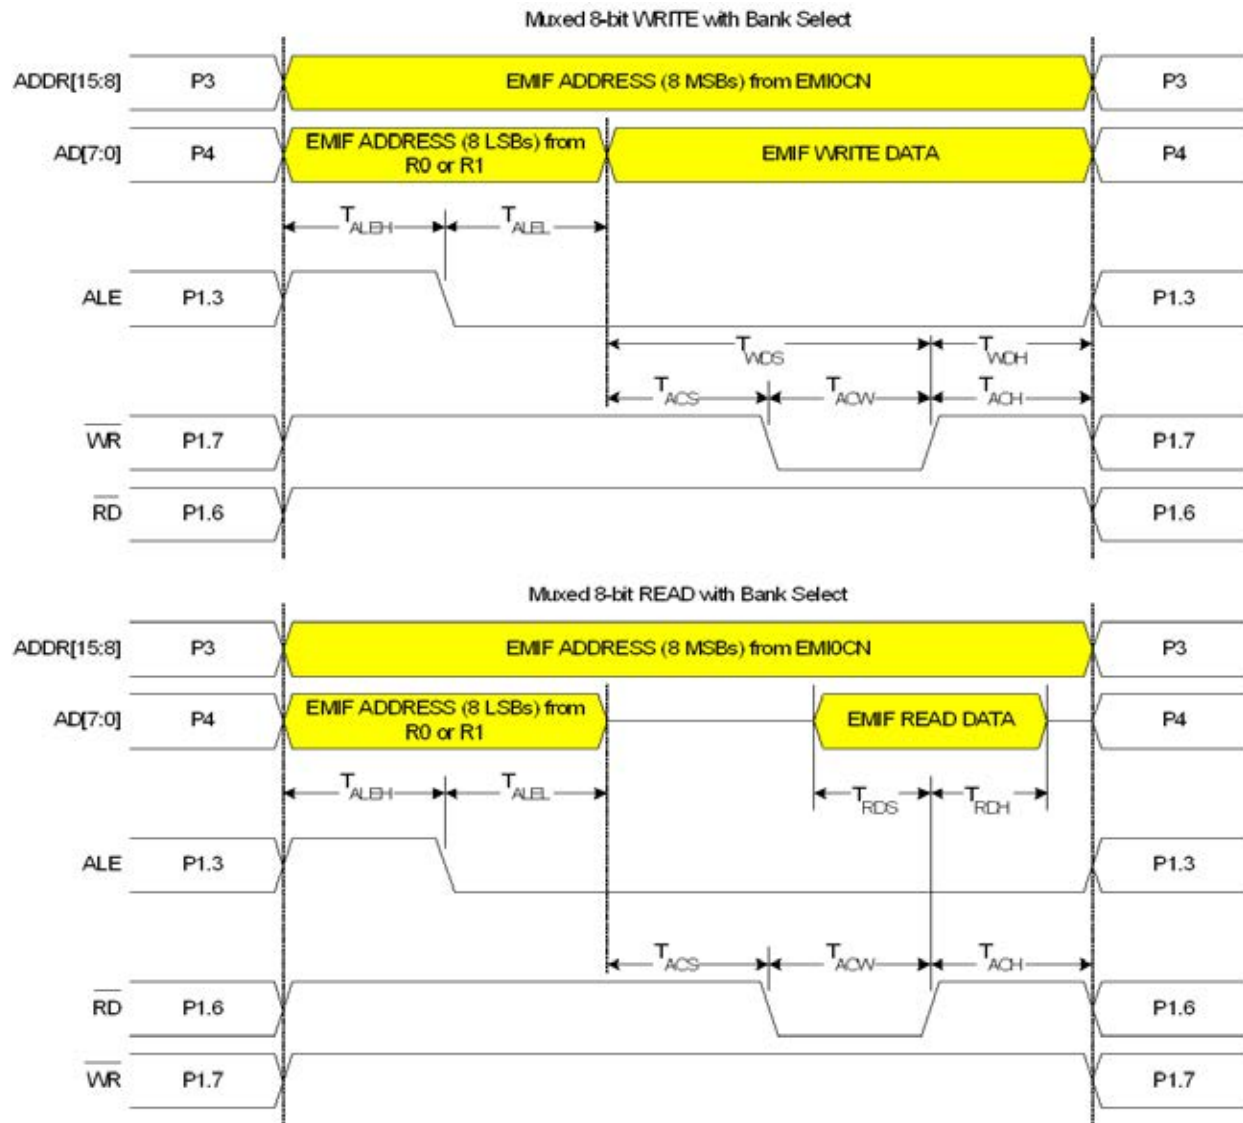 Muxed 8-bit WRITE with Bank Select
ADDR[15:8] P3 EMIF ADDRESS (8 MSBs) from EMI0CN P3
AD[7:0] P4 EMIF ADDRESS (8 LSBs) from
R0 or R1 EMIF WRITE DATA P4
TALEH TALEL
ALE P1.3 P1.3
TWDS TWDH
TACS TACW TACH
WR P1.7 P1.7
RD P1.6 P1.6
Muxed 8-bit READ with Bank Select
ADDR[15:8] P3 EMIF ADDRESS (8 MSBs) from EMI0CN P3
AD[7:0] P4 EMIF ADDRESS (8 LSBs) from
R0 or R1 EMIF READ DATA P4
TALEH TALEL TRDS TRDH
ALE P1.3 P1.3
TACS TACW TACH
RD P1.6 P1.6
WR P1.7 P1.7